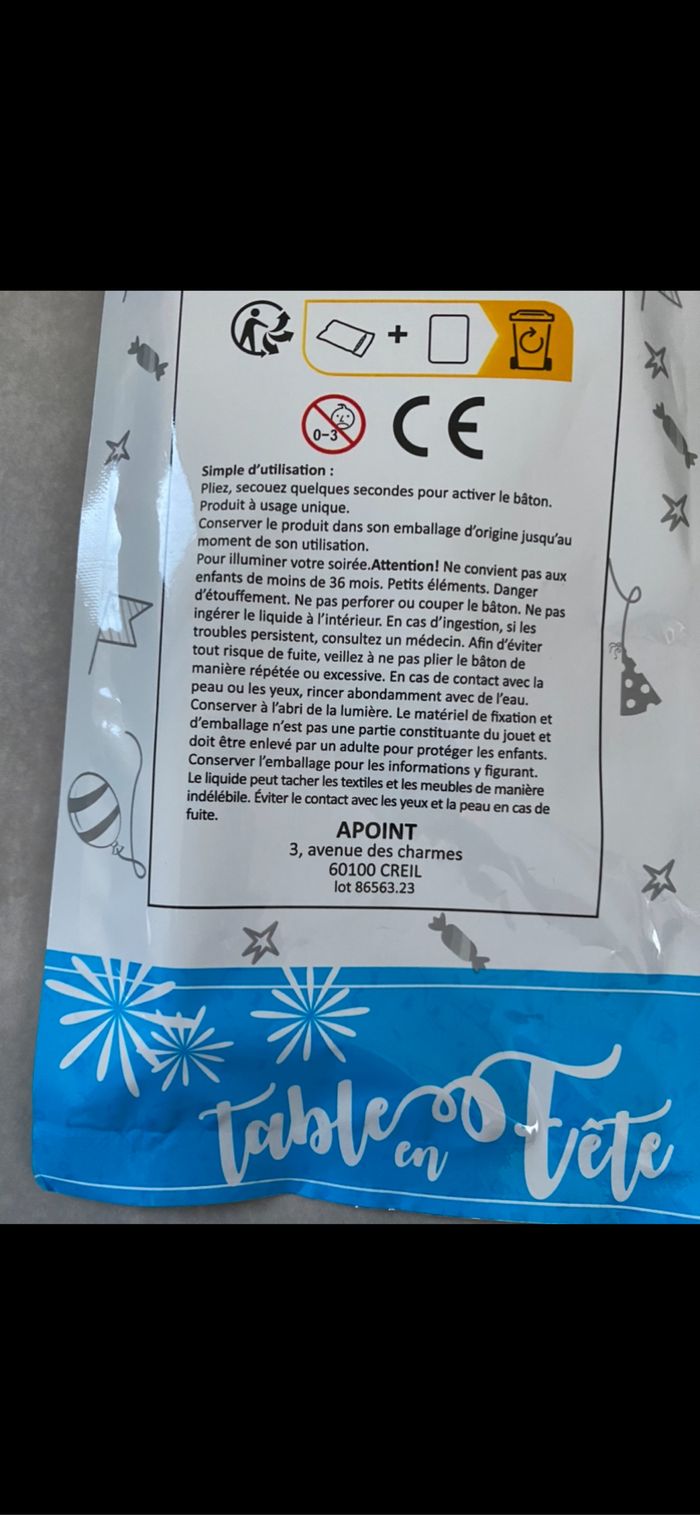 0-3
CE
Simple d'utilisation :
Pliez, secouez quelques secondes pour activer le bâton.
Produit à usage unique.
Conserver le produit dans son emballage d'origine jusqu'au
moment de son utilisation.
Pour illuminer votre soirée.Attention! Ne convient pas aux
enfants de moins de 36 mois. Petits éléments. Danger
d'étouffement. Ne pas perforer ou couper le bâton. Ne pas
ingérer le liquide à l'intérieur. En cas d'ingestion, si les
troubles persistent, consultez un médecin. Afin d'éviter
tout risque de fuite, veillez à ne pas plier le bâton de
manière répétée ou excessive. En cas de contact avec la
peau ou les yeux, rincer abondamment avec de l'eau.
Conserver à l'abri de la lumière. Le matériel de fixation et
d'emballage n'est pas une partie constituante du jouet et
doit être enlevé par un adulte pour protéger les enfants.
Conserver l'emballage pour les informations y figurant.
Le liquide peut tacher les textiles et les meubles de manière
indélébile. Éviter le contact avec les yeux et la peau en cas de
fuite.
APOINT
3, avenue des charmes
60100 CREIL
lot 86563.23
Table en Fête